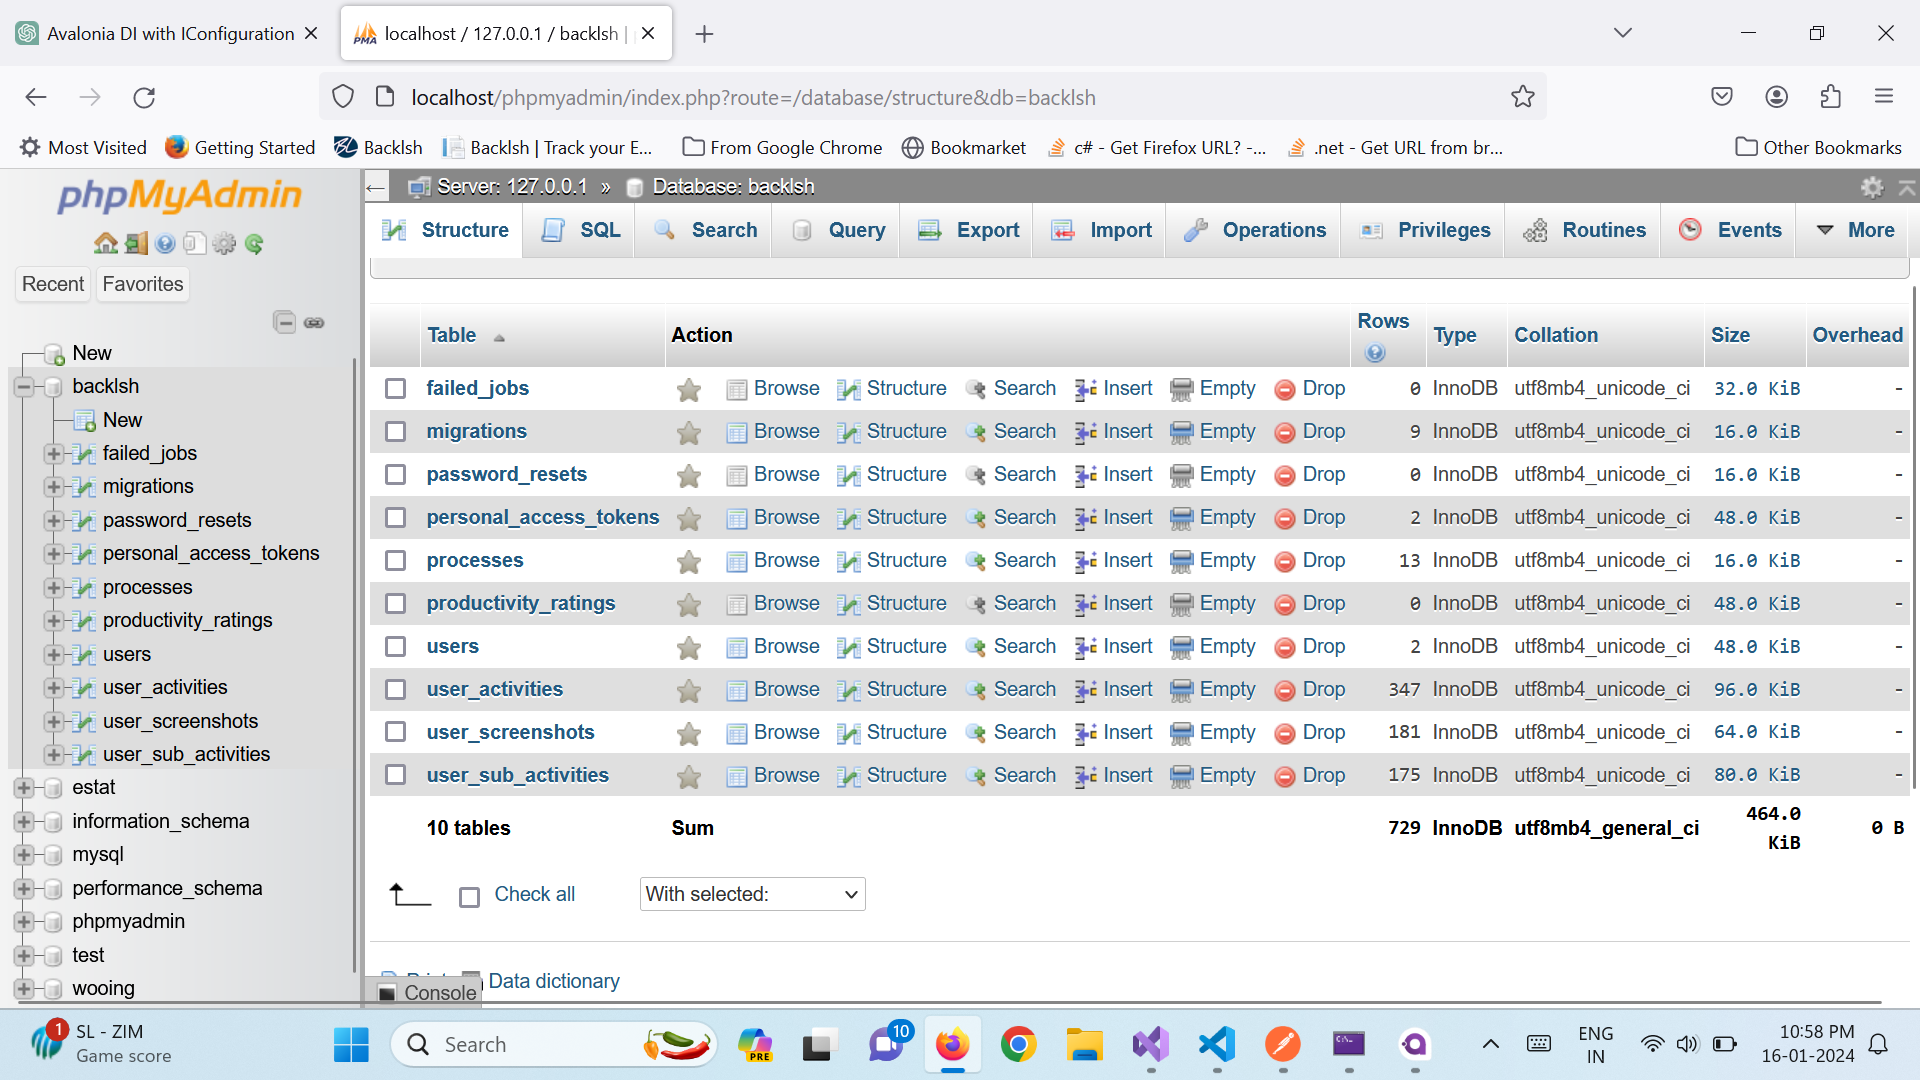 Avalonia DI with IConfiguration
localhost / 127.0.0.1 / backlsh |
localhost/phpmyadmin/index.php?route=/database/structure&db=backlsh
Most Visited
Getting Started
Backlsh
Backlsh | Track your E...
From Google Chrome
Bookmarket
c# - Get Firefox URL? -...
.net - Get URL from br...
Other Bookmarks
phpMyAdmin
Recent
Favorites
New
backlsh
New
failed_jobs
migrations
password_resets
personal_access_tokens
processes
productivity_ratings
users
user_activities
user_screenshots
user_sub_activities
estat
information_schema
mysql
performance_schema
phpmyadmin
test
wooing
Server: 127.0.0.1 » Database: backlsh
Structure SQL Search Query Export Import Operations Privileges Routines Events More
Table Action Rows Type Collation Size Overhead
failed_jobs Browse Structure Search Insert Empty Drop 0 InnoDB utf8mb4_unicode_ci 32.0 KiB -
migrations Browse Structure Search Insert Empty Drop 9 InnoDB utf8mb4_unicode_ci 16.0 KiB -
password_resets Browse Structure Search Insert Empty Drop 0 InnoDB utf8mb4_unicode_ci 16.0 KiB -
personal_access_tokens Browse Structure Search Insert Empty Drop 2 InnoDB utf8mb4_unicode_ci 48.0 KiB -
processes Browse Structure Search Insert Empty Drop 13 InnoDB utf8mb4_unicode_ci 16.0 KiB -
productivity_ratings Browse Structure Search Insert Empty Drop 0 InnoDB utf8mb4_unicode_ci 48.0 KiB -
users Browse Structure Search Insert Empty Drop 2 InnoDB utf8mb4_unicode_ci 48.0 KiB -
user_activities Browse Structure Search Insert Empty Drop 347 InnoDB utf8mb4_unicode_ci 96.0 KiB -
user_screenshots Browse Structure Search Insert Empty Drop 181 InnoDB utf8mb4_unicode_ci 64.0 KiB -
user_sub_activities Browse Structure Search Insert Empty Drop 175 InnoDB utf8mb4_unicode_ci 80.0 KiB -
10 tables Sum 729 InnoDB utf8mb4_general_ci 464.0 KiB 0 B
Check all
With selected:
Print
Data dictionary
Console
1
SL - ZIM
Game score
Search
PRE
10
ENG
IN
10:58 PM
16-01-2024